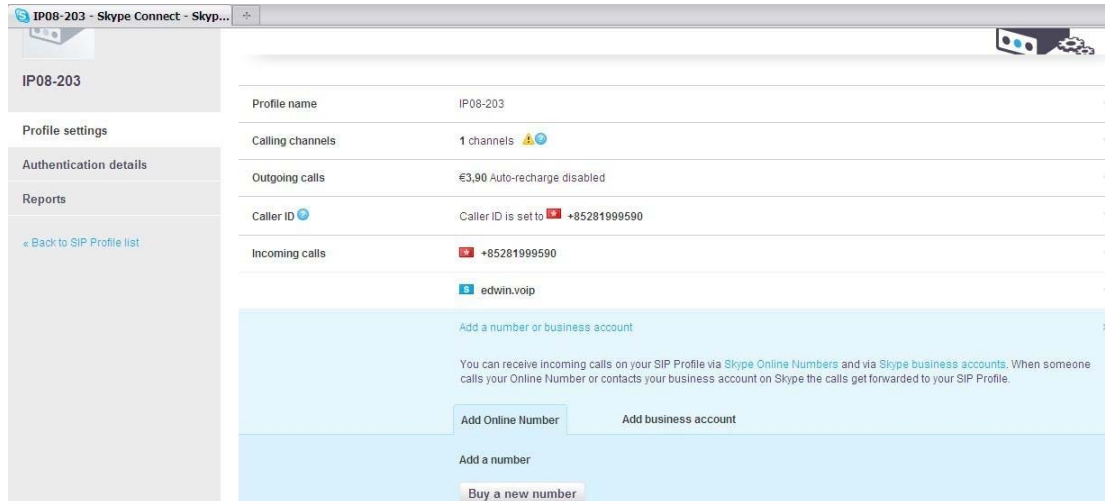 IP08-203 - Skype Connect - Skyp...
IP08-203
Profile settings
Authentication details
Reports
« Back to SIP Profile list
Profile name IP08-203
Calling channels 1 channels
Outgoing calls €3,90 Auto-recharge disabled
Caller ID Caller ID is set to +85281999590
Incoming calls +85281999590
edwin.voip
Add a number or business account
You can receive incoming calls on your SIP Profile via Skype Online Numbers and via Skype business accounts. When someone
calls your Online Number or contacts your business account on Skype the calls get forwarded to your SIP Profile.
Add Online Number Add business account
Add a number
Buy a new number